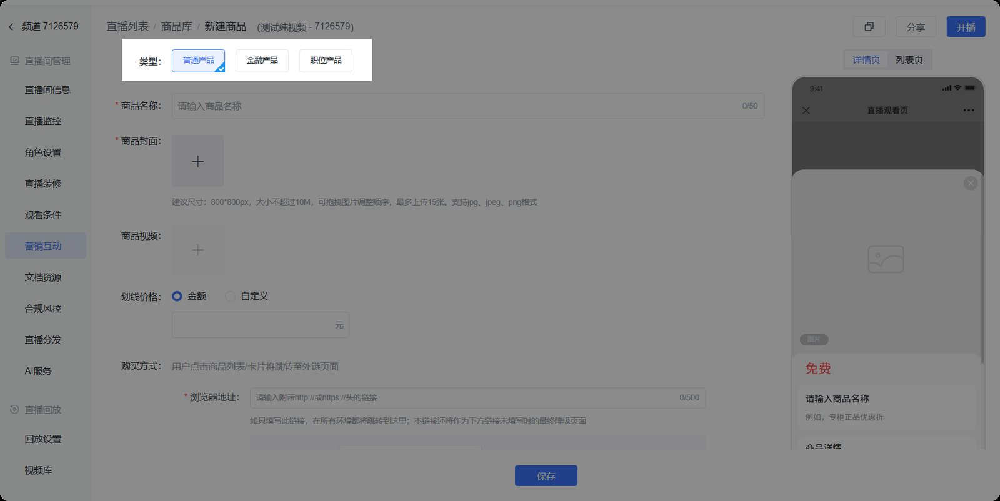 频道 7126579
直播间管理
直播间信息
直播监控
角色设置
直播装修
观看条件
营销互动
文档资源
合规风控
直播分发
AI服务
直播回放
回放设置
视频库
直播列表 / 商品库 / 新建商品 (测试纯视频 - 7126579)
分享
开播
类型： 普通产品 金融产品 职位产品
* 商品名称： 请输入商品名称 0/50
* 商品封面：
建议尺寸：800*800px，大小不超过10M，可拖拽图片调整顺序，最多上传15张。支持jpg、jpeg、png格式
商品视频：
划线价格： 金额 自定义
元
购买方式： 用户点击商品列表/卡片将跳转至外链页面
* 浏览器地址： 请输入附带http://或https://头的链接 0/500
如只填写此链接，在所有环境都将跳转到这里；本链接还将作为下方链接未填写时的最终降级页面
保存
详情页 列表页
9:41
直播观看页
图片
免费
请输入商品名称
例如，专柜正品优惠折
商品详情